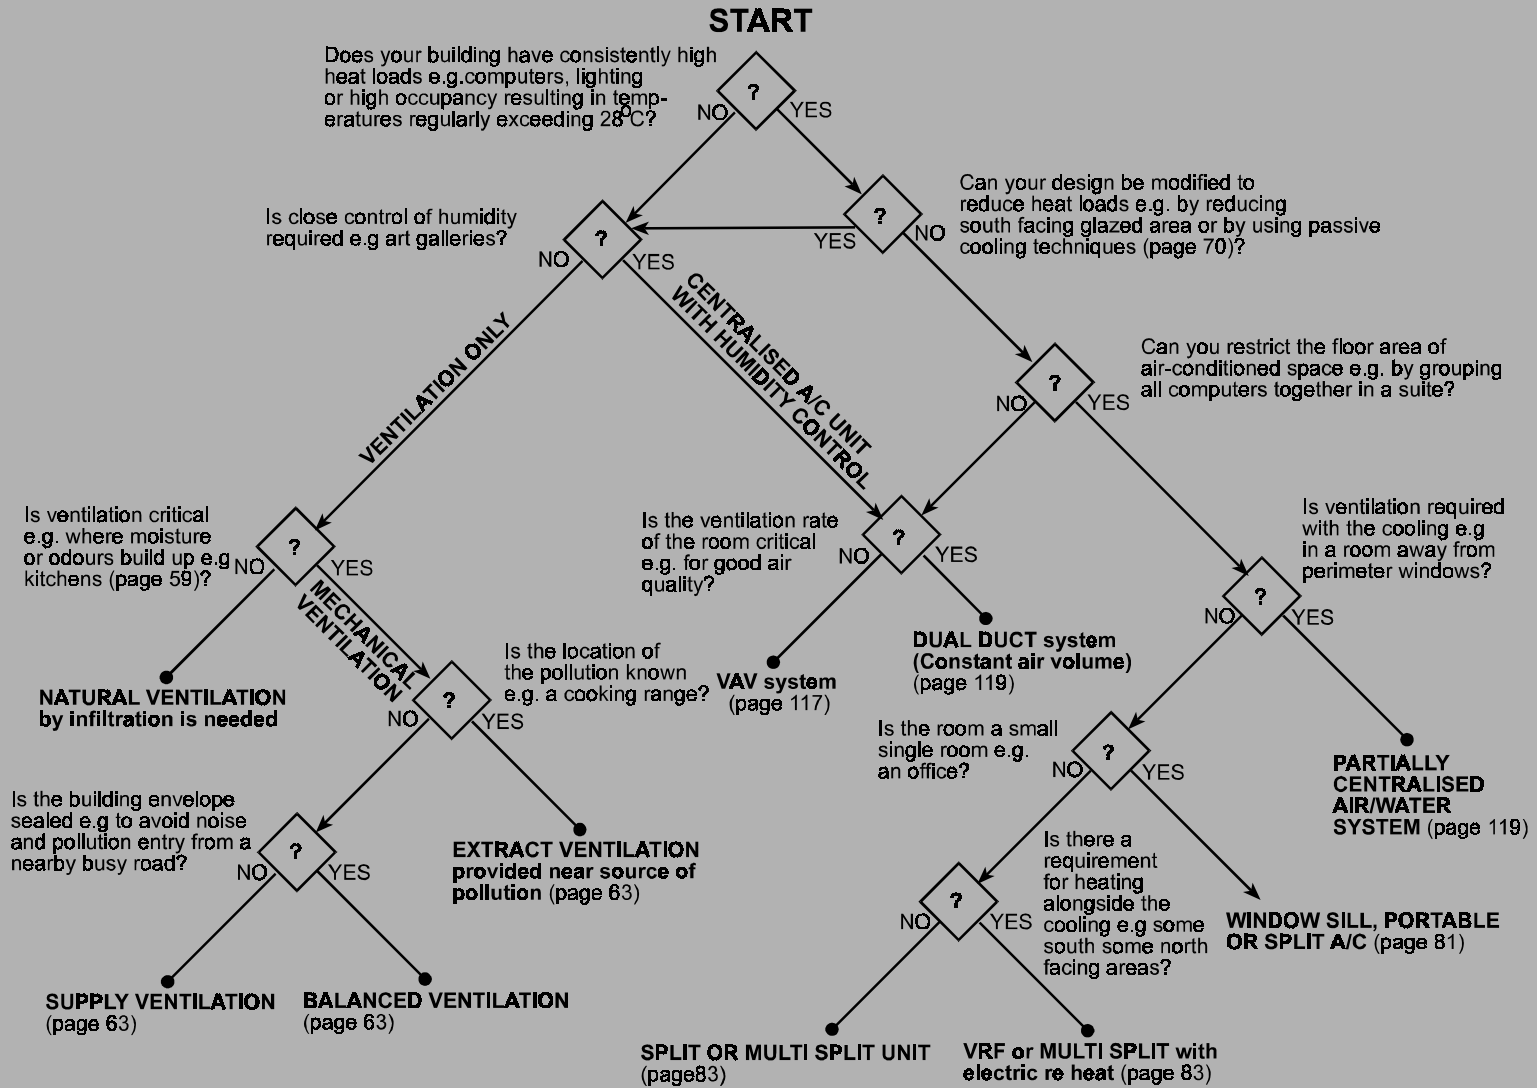 START
Does your building have consistently high
heat loads e.g.computers, lighting
or high occupancy resulting in temp-
eratures regularly exceeding 28°C?
?
NO
YES
Is close control of humidity
required e.g art galleries?
?
NO
YES
?
YES
NO
Can your design be modified to
reduce heat loads e.g. by reducing
south facing glazed area or by using passive
cooling techniques (page 70)?
VENTILATION ONLY
CENTRALISED A/C UNIT
WITH HUMIDITY CONTROL
?
NO
YES
Can you restrict the floor area of
air-conditioned space e.g. by grouping
all computers together in a suite?
Is ventilation critical
e.g. where moisture
or odours build up e.g
kitchens (page 59)?
?
NO
YES
MECHANICAL
VENTILATION
Is the ventilation rate
of the room critical
e.g. for good air
quality?
?
NO
YES
Is ventilation required
with the cooling e.g
in a room away from
perimeter windows?
?
NO
YES
NATURAL VENTILATION
by infiltration is needed
Is the location of
the pollution known
e.g. a cooking range?
?
NO
YES
VAV system
(page 117)
DUAL DUCT system
(Constant air volume)
(page 119)
Is the room a small
single room e.g.
an office?
?
NO
YES
PARTIALLY
CENTRALISED
AIR/WATER
SYSTEM (page 119)
Is the building envelope
sealed e.g to avoid noise
and pollution entry from a
nearby busy road?
?
NO
YES
EXTRACT VENTILATION
provided near source of
pollution (page 63)
Is there a
requirement
for heating
alongside the
cooling e.g some
south some north
facing areas?
?
NO
YES
WINDOW SILL, PORTABLE
OR SPLIT A/C (page 81)
SUPPLY VENTILATION
(page 63)
BALANCED VENTILATION
(page 63)
SPLIT OR MULTI SPLIT UNIT
(page83)
VRF or MULTI SPLIT with
electric re heat (page 83)